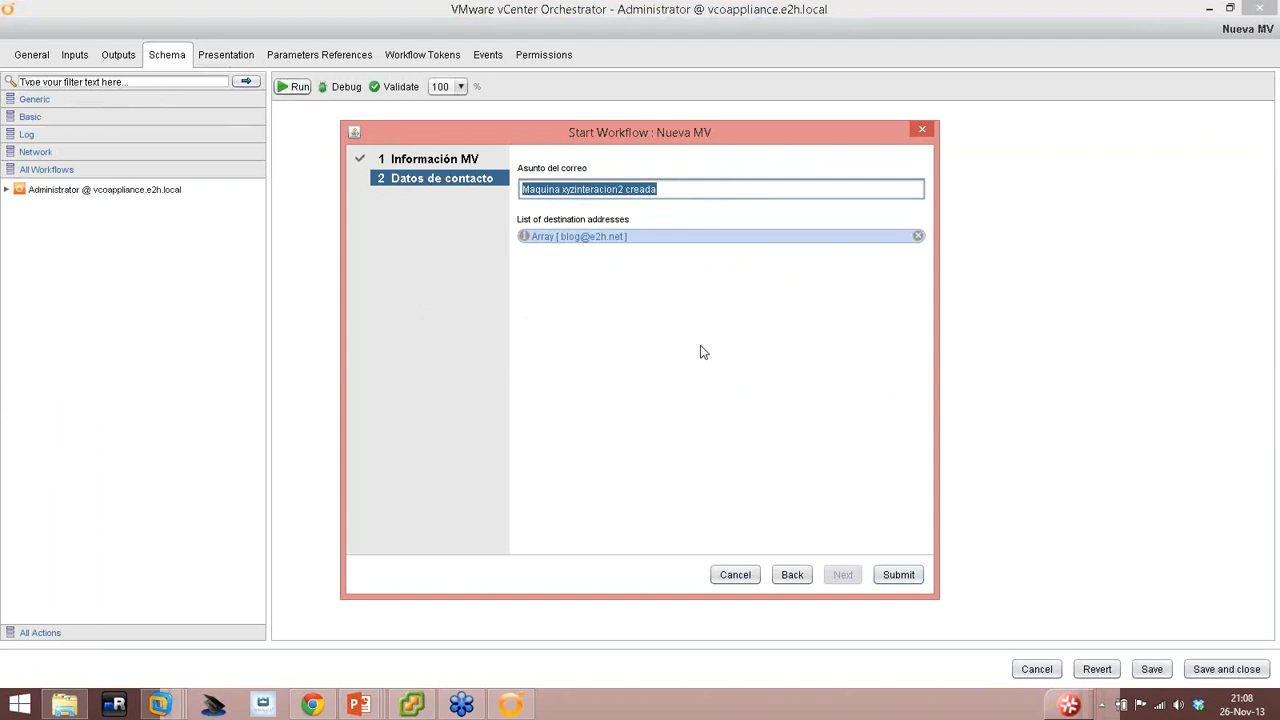 VMware vCenter Orchestrator - Administrator @ vcoappliance.e2h.local
Nueva MV
General Inputs Outputs Schema Presentation Parameters References Workflow Tokens Events Permissions
Type your filter text here...
Run Debug Validate 100 %
Generic
Basic
Log
Network
All Workflows
Administrator @ vcoappliance.e2h.local
Start Workflow : Nueva MV
1 Información MV
2 Datos de contacto
Asunto del correo
Maquina xyzinteracion2 creada
List of destination addresses
Array [ blog@e2h.net ]
Cancel Back Next Submit
All Actions
Cancel Revert Save Save and close
21:08
26-Nov-13